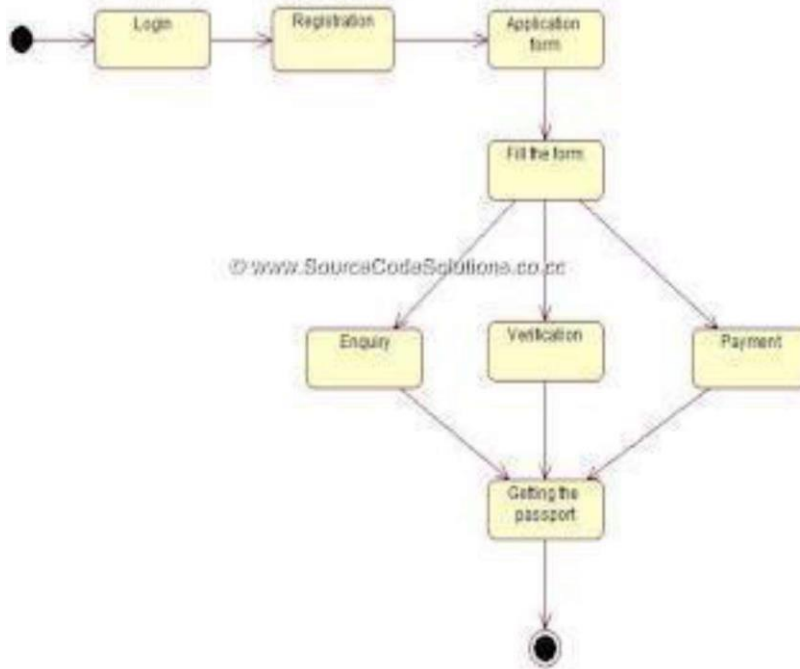 Login
Registration
Application
form
Fill the form
© www.SourceCodeSolutions.co.cc
Enquiry
Verification
Payment
Getting the
passport